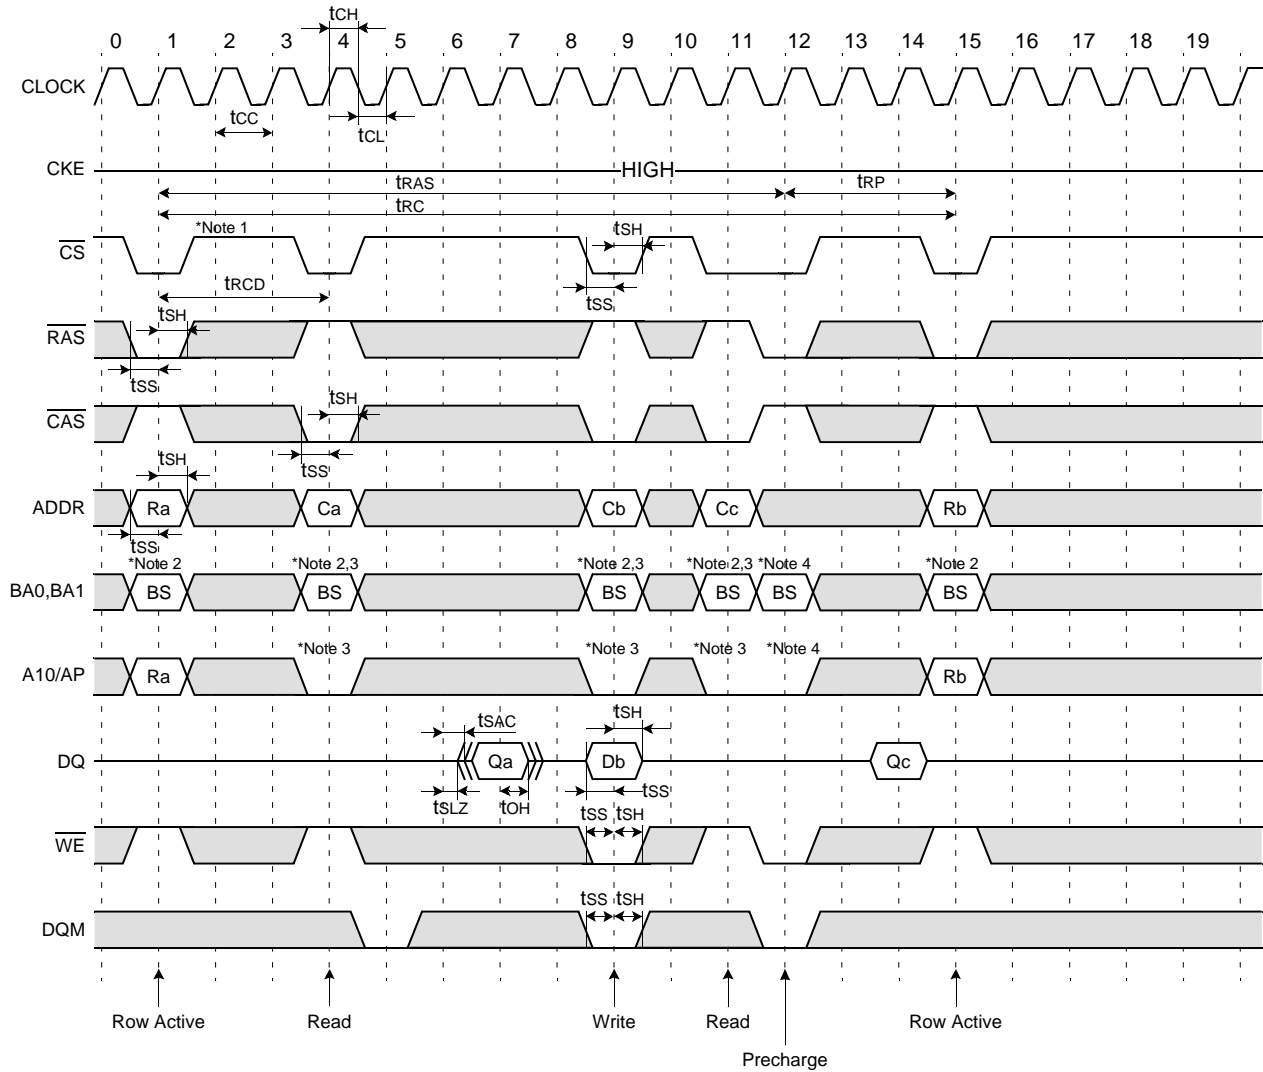 tCH
0 1 2 3 4 5 6 7 8 9 10 11 12 13 14 15 16 17 18 19
CLOCK
tCC
tCL
CKE
HIGH
tRAS
tRP
tRC
*Note 1
tSH
CS
tRCD
tSS
tSH
RAS
tSS
tSH
CAS
tSS
tSH
ADDR
Ra Ca Cb Cc Rb
tSS
*Note 2 *Note 2,3 *Note 2,3 *Note 2,3 *Note 4 *Note 2
BA0,BA1
BS BS BS BS BS BS
*Note 3 *Note 3 *Note 3 *Note 4
A10/AP
Ra Rb
tSH
tSAC
DQ
Qa Db Qc
tSLZ tOH tSS
tSS tSH
WE
tSS tSH
DQM
Row Active Read Write Read Row Active
Precharge